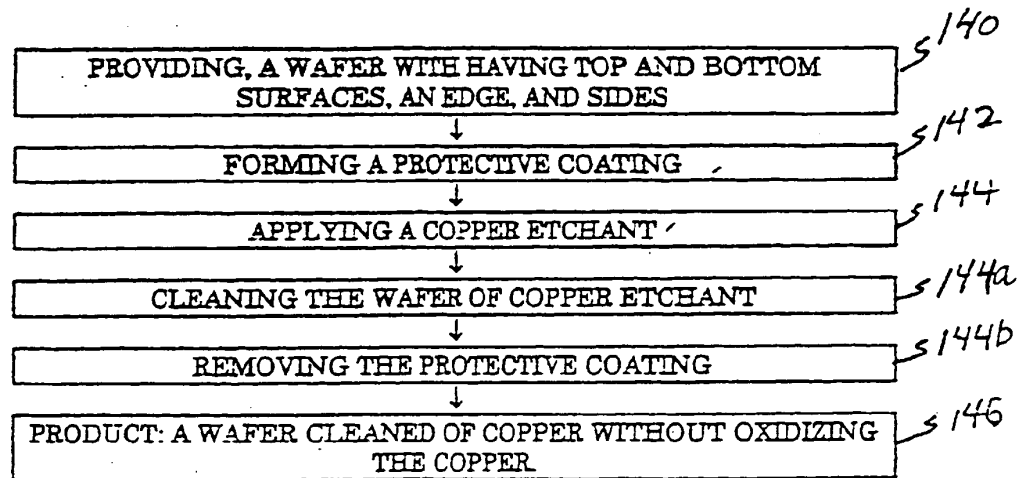 140
PROVIDING, A WAFER WITH HAVING TOP AND BOTTOM
SURFACES, AN EDGE, AND SIDES
↓
142
FORMING A PROTECTIVE COATING
↓
144
APPLYING A COPPER ETCHANT
↓
144a
CLEANING THE WAFER OF COPPER ETCHANT
↓
144b
REMOVING THE PROTECTIVE COATING
↓
146
PRODUCT: A WAFER CLEANED OF COPPER WITHOUT OXIDIZING
THE COPPER